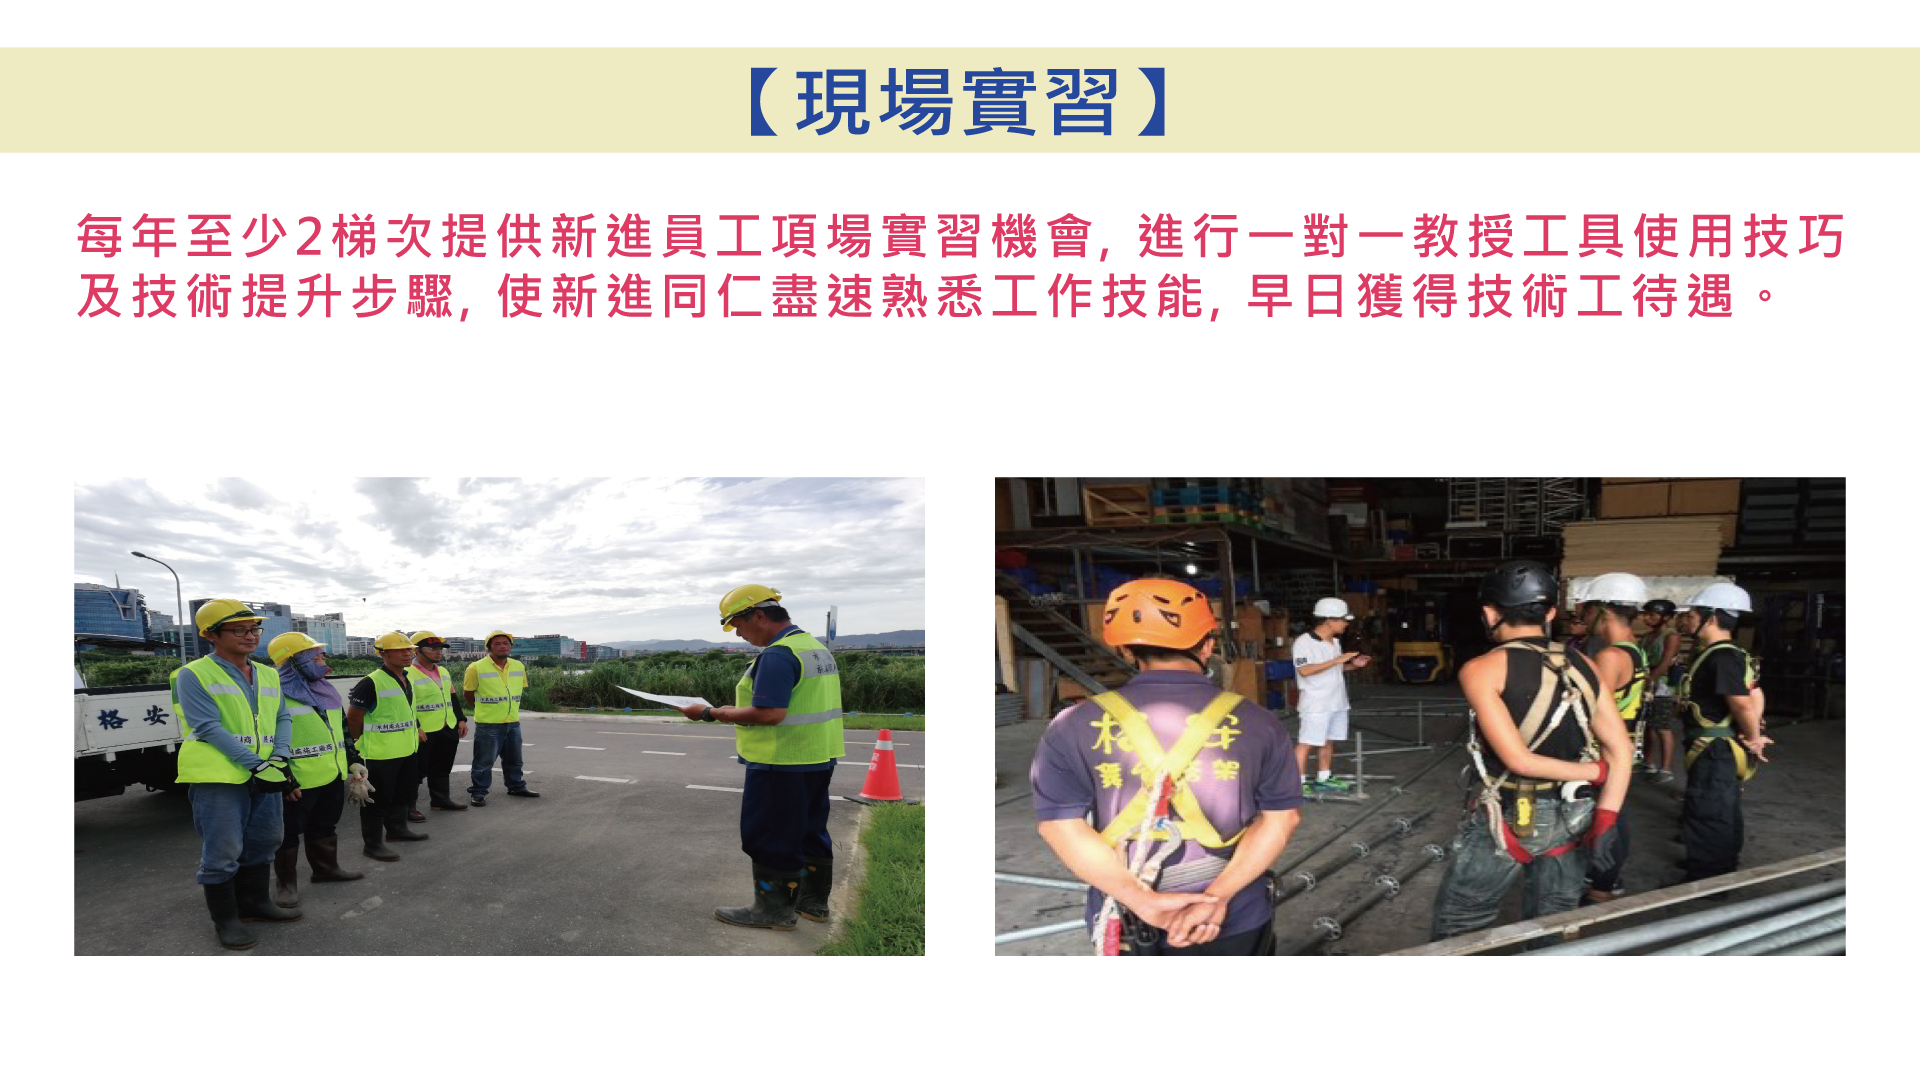 【現場實習】
每年至少2梯次提供新進員工項場實習機會, 進行一對一教授工具使用技巧
及技術提升步驟, 使新進同仁盡速熟悉工作技能, 早日獲得技術工待遇。
格 安
格 安